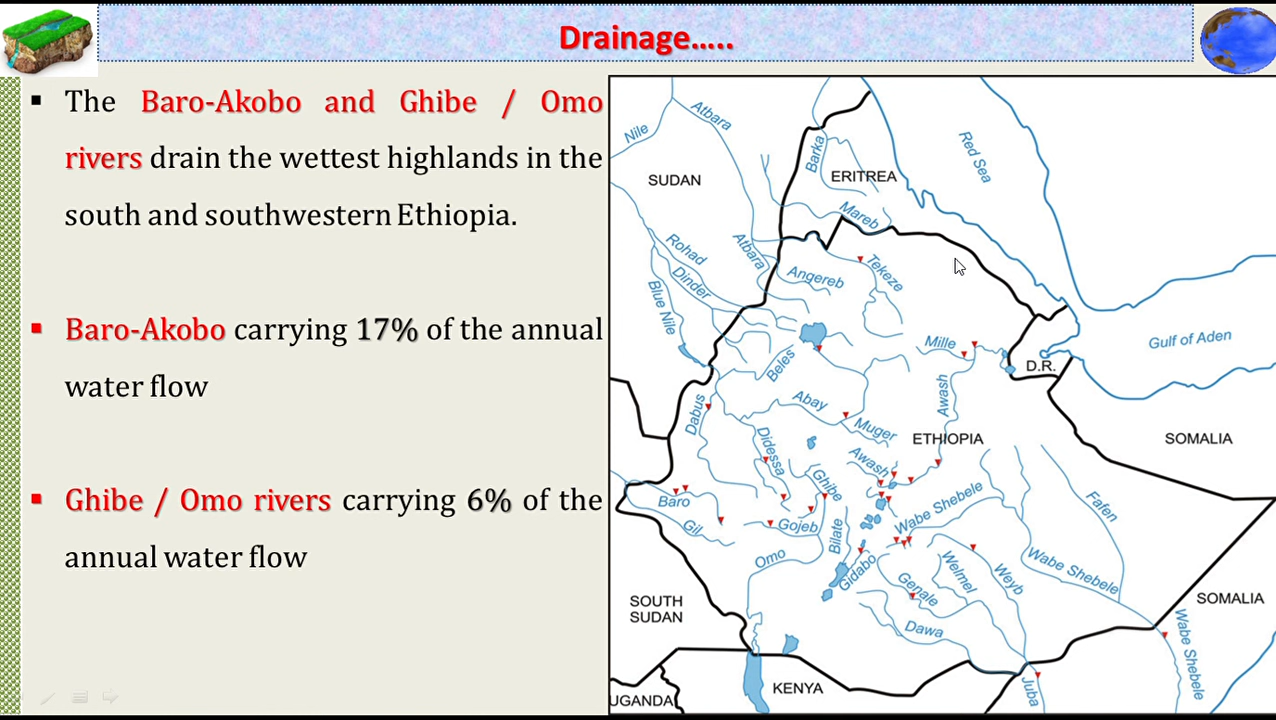 Drainage.....
▪ The Baro-Akobo and Ghibe / Omo
rivers drain the wettest highlands in the
south and southwestern Ethiopia.
▪ Baro-Akobo carrying 17% of the annual
water flow
▪ Ghibe / Omo rivers carrying 6% of the
annual water flow
Nile
Atbara
Barka
Red Sea
SUDAN
ERITREA
Mareb
Rohad
Atbara
Dinder
Angereb
Tekeze
Blue Nile
Gulf of Aden
Mille
Beles
D.R.
Awash
Abay
Dabus
Muger
ETHIOPIA
SOMALIA
Didessa
Awash
Ghibe
Baro
Wabe Shebele
Fafen
Gil
Gojeb
Bilate
Omo
Gidabo
Welmel
Weyb
Wabe Shebele
Genale
SOUTH
SUDAN
SOMALIA
Dawa
Wabe Shebele
KENYA
Juba
UGANDA